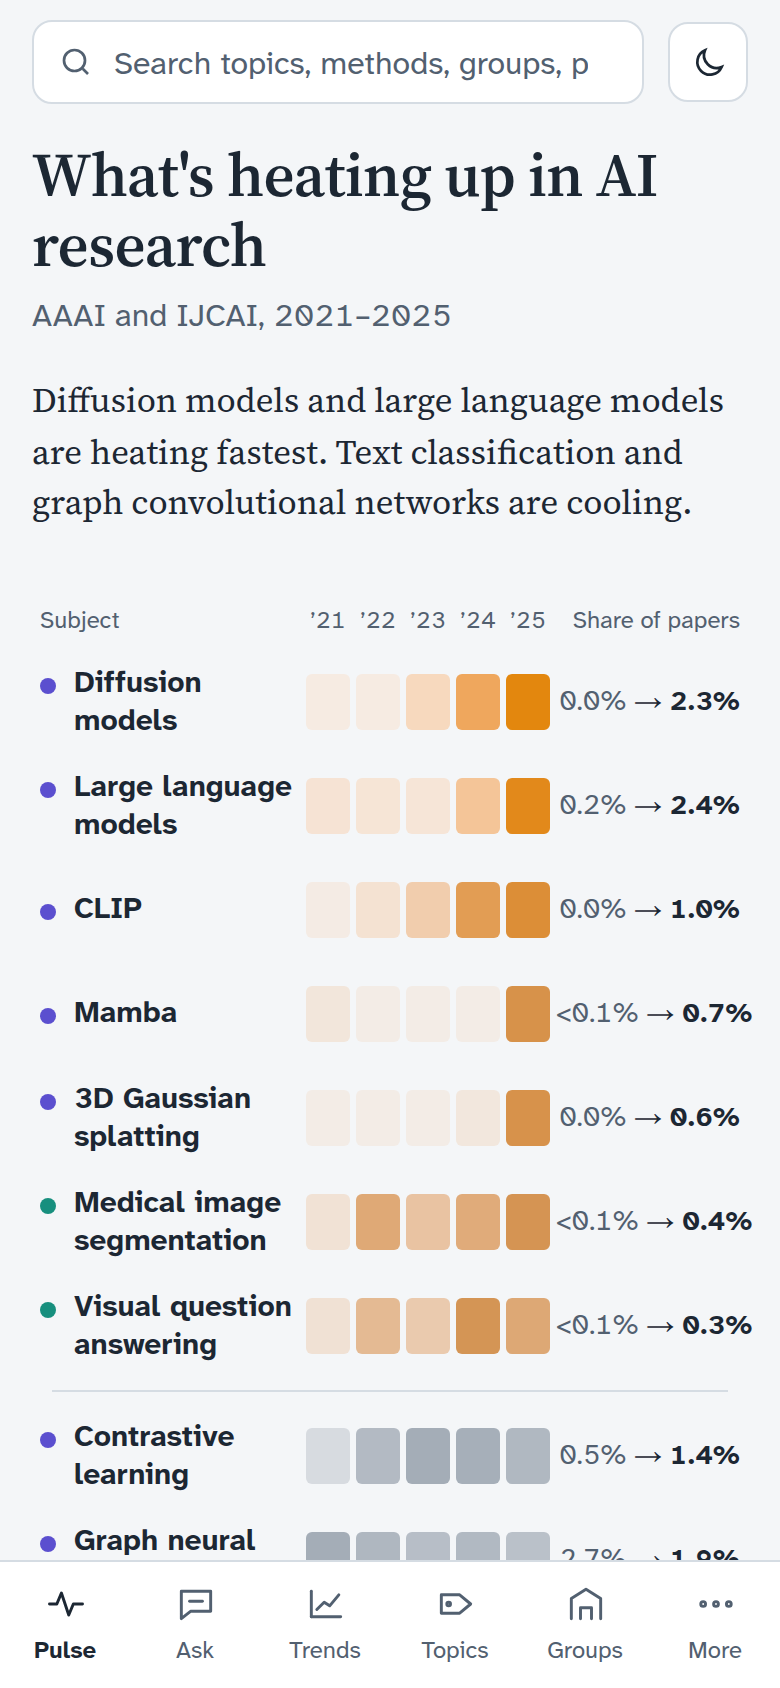 Search topics, methods, groups, p
What's heating up in AI
research
AAAI and IJCAI, 2021–2025
Diffusion models and large language models
are heating fastest. Text classification and
graph convolutional networks are cooling.
Subject ’21 ’22 ’23 ’24 ’25 Share of papers
Diffusion
models
0.0% → 2.3%
Large language
models
0.2% → 2.4%
CLIP 0.0% → 1.0%
Mamba <0.1% → 0.7%
3D Gaussian
splatting
0.0% → 0.6%
Medical image
segmentation
<0.1% → 0.4%
Visual question
answering
<0.1% → 0.3%
Contrastive
learning
0.5% → 1.4%
Graph neural
2.7% → 1.9%
Pulse Ask Trends Topics Groups More